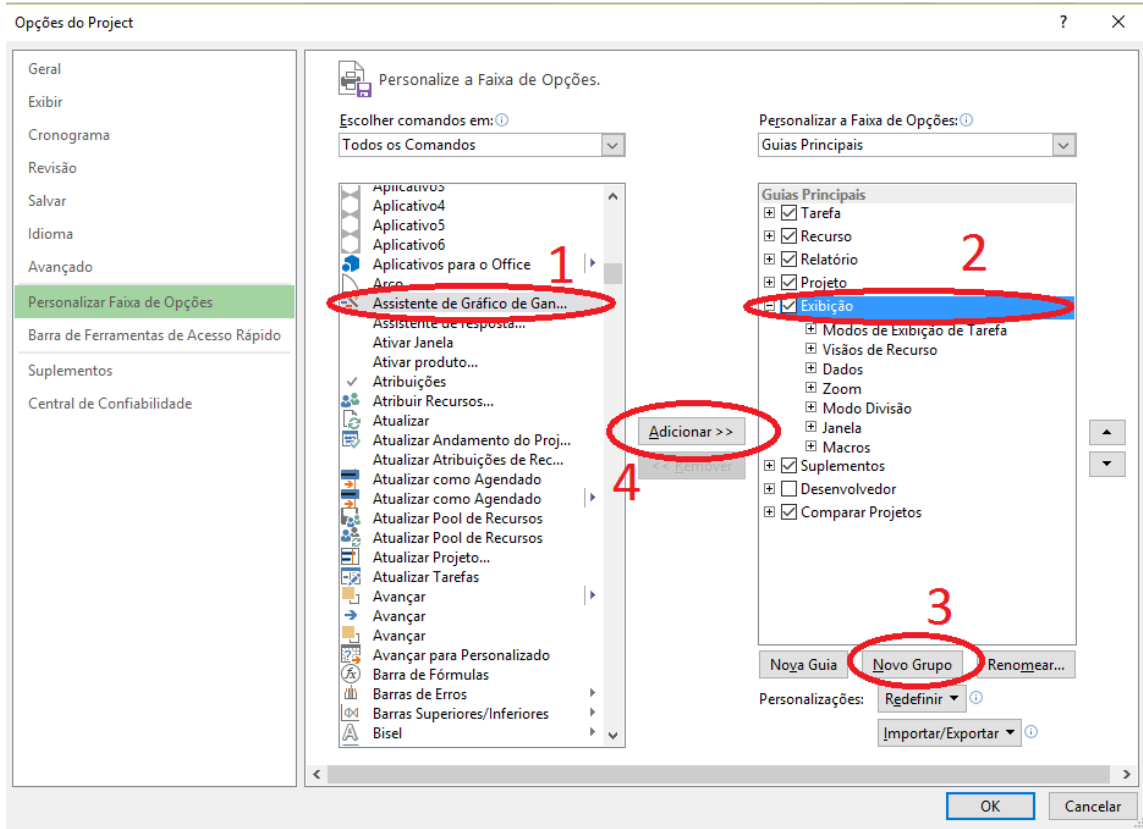 Opções do Project
?
Geral
Exibir
Cronograma
Revisão
Salvar
Idioma
Avançado
Personalizar Faixa de Opções
Barra de Ferramentas de Acesso Rápido
Suplementos
Central de Confiabilidade
Personalize a Faixa de Opções.
Escolher comandos em:
Todos os Comandos
Aplicativo3
Aplicativo4
Aplicativo5
Aplicativo6
Aplicativos para o Office
Arco
Assistente de Gráfico de Gan...
Assistente de resposta...
Ativar Janela
Ativar produto...
Atribuições
Atribuir Recursos...
Atualizar
Atualizar Andamento do Proj...
Atualizar Atribuições de Rec...
Atualizar como Agendado
Atualizar como Agendado
Atualizar Pool de Recursos
Atualizar Pool de Recursos
Atualizar Projeto...
Atualizar Tarefas
Avançar
Avançar
Avançar
Avançar para Personalizado
Barra de Fórmulas
Barras de Erros
Barras Superiores/Inferiores
Bisel
1
Adicionar >>
<< Remover
4
Personalizar a Faixa de Opções:
Guias Principais
Guias Principais
Tarefa
Recurso
Relatório
Projeto
Exibição
Modos de Exibição de Tarefa
Visões de Recurso
Dados
Zoom
Modo Divisão
Janela
Macros
Suplementos
Desenvolvedor
Comparar Projetos
2
3
Nova Guia
Novo Grupo
Renomear...
Personalizações:
Redefinir
Importar/Exportar
OK
Cancelar